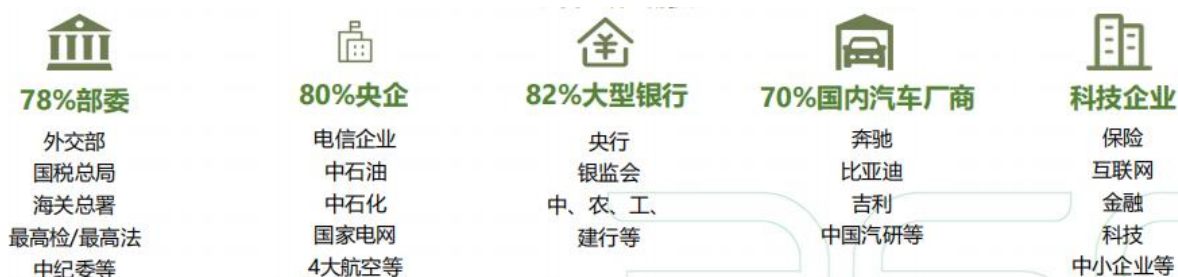 78%部委
外交部
国税总局
海关总署
最高检/最高法
中纪委等
80%央企
电信企业
中石油
中石化
国家电网
4大航空等
82%大型银行
央行
银监会
中、农、工、
建行等
70%国内汽车厂商
奔驰
比亚迪
吉利
中国汽研等
科技企业
保险
互联网
金融
科技
中小企业等